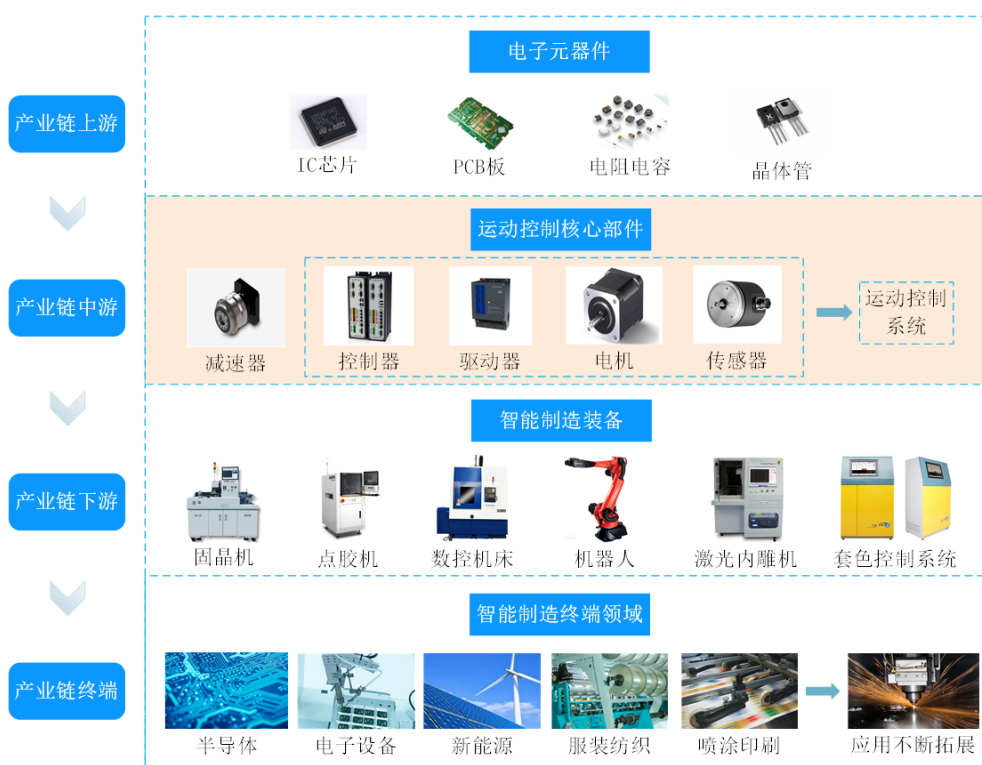 电子元器件
产业链上游
IC芯片
PCB板
电阻电容
晶体管
运动控制核心部件
产业链中游
减速器
控制器
驱动器
电机
传感器
运动控制
系统
智能制造装备
产业链下游
固晶机
点胶机
数控机床
机器人
激光内雕机
套色控制系统
智能制造终端领域
产业链终端
半导体
电子设备
新能源
服装纺织
喷涂印刷
应用不断拓展